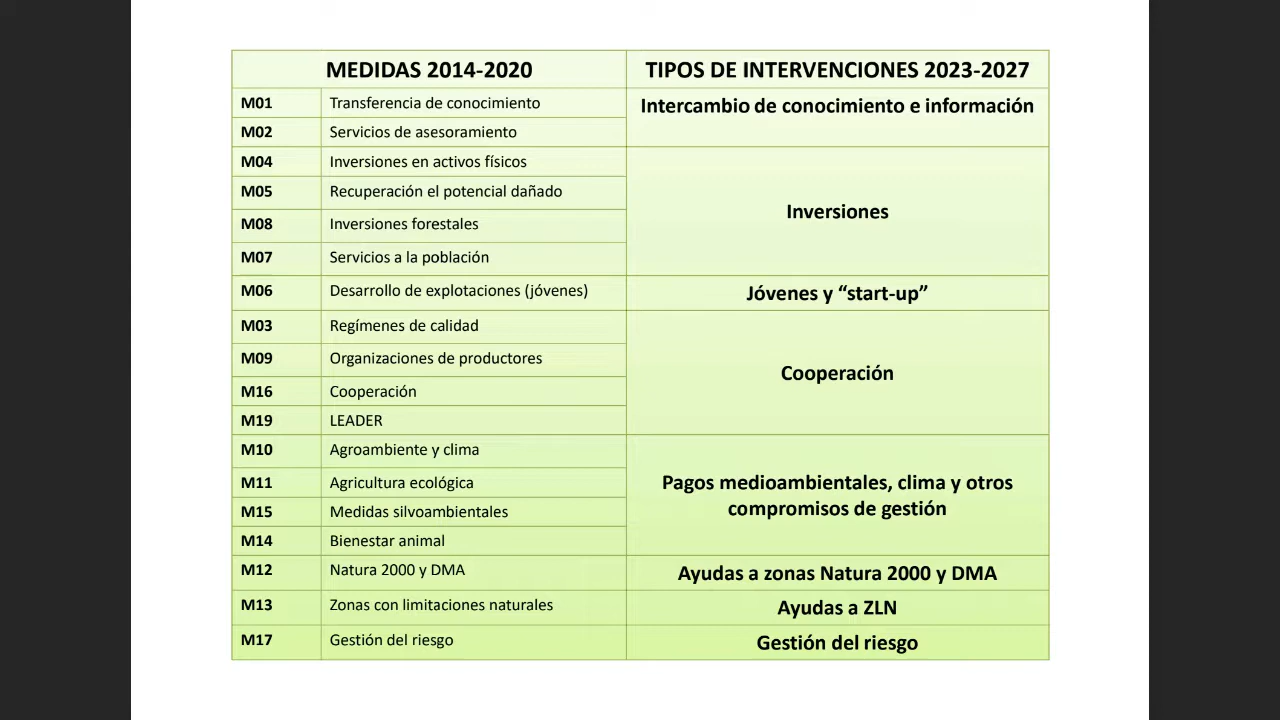 MEDIDAS 2014-2020
TIPOS DE INTERVENCIONES 2023-2027
M01 Transferencia de conocimiento
Intercambio de conocimiento e información
M02 Servicios de asesoramiento
M04 Inversiones en activos físicos
M05 Recuperación el potencial dañado
Inversiones
M08 Inversiones forestales
M07 Servicios a la población
M06 Desarrollo de explotaciones (jóvenes)
Jóvenes y “start-up”
M03 Regímenes de calidad
M09 Organizaciones de productores
Cooperación
M16 Cooperación
M19 LEADER
M10 Agroambiente y clima
M11 Agricultura ecológica
Pagos medioambientales, clima y otros
compromisos de gestión
M15 Medidas silvoambientales
M14 Bienestar animal
M12 Natura 2000 y DMA
Ayudas a zonas Natura 2000 y DMA
M13 Zonas con limitaciones naturales
Ayudas a ZLN
M17 Gestión del riesgo
Gestión del riesgo